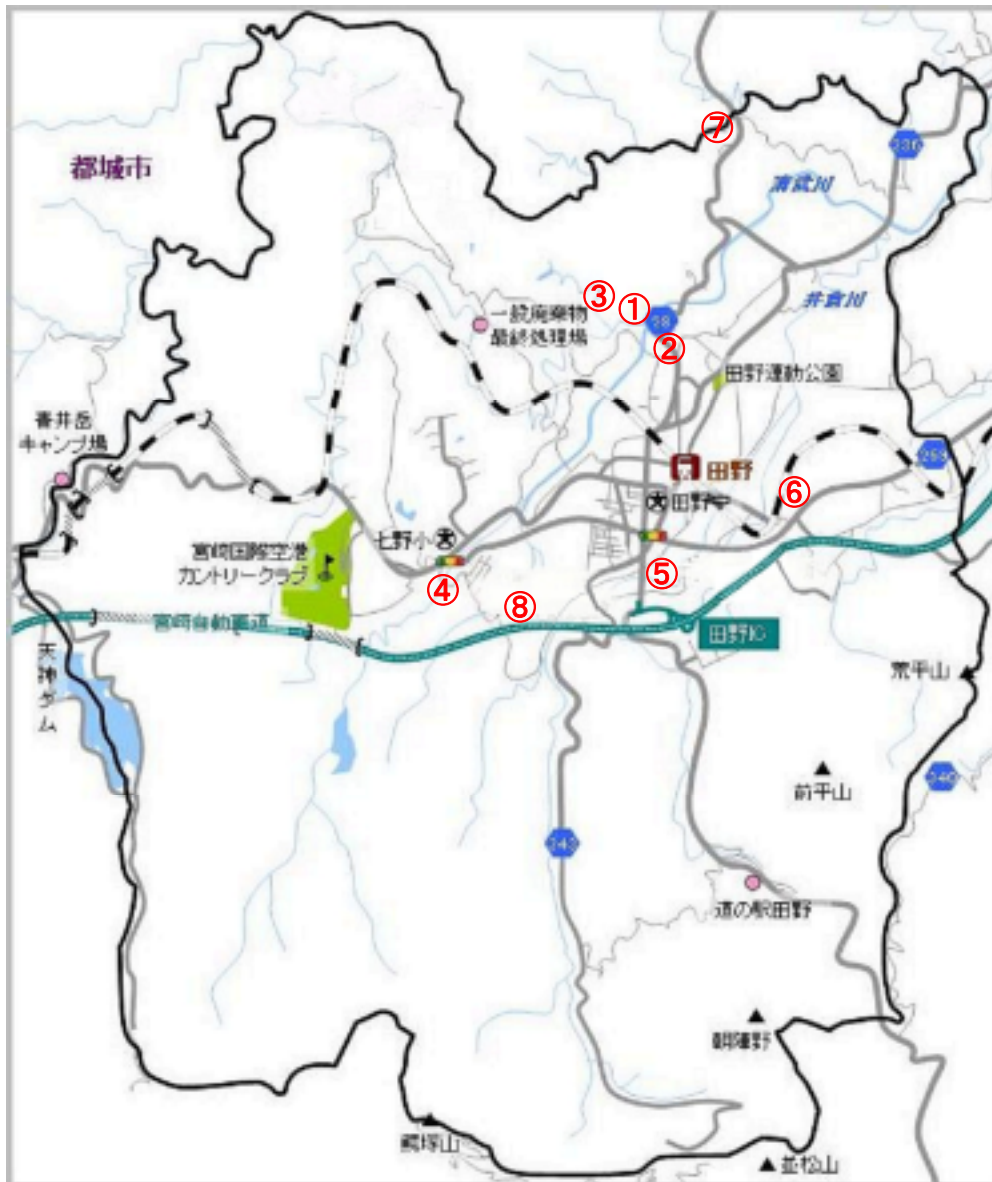 ⑦
336
都城市
清武川
井倉川
③
①
28
②
一般廃棄物
最終処理場
田野運動公園
青井岳
キャンプ場
269
田野
⑥
田野中
七野小
宮崎国際空港
カントリークラブ
④
⑤
⑧
宮崎自動車道
田野IC
天神ダム
荒平山
前平山
340
343
道の駅田野
朝陣野
鰐塚山
並松山